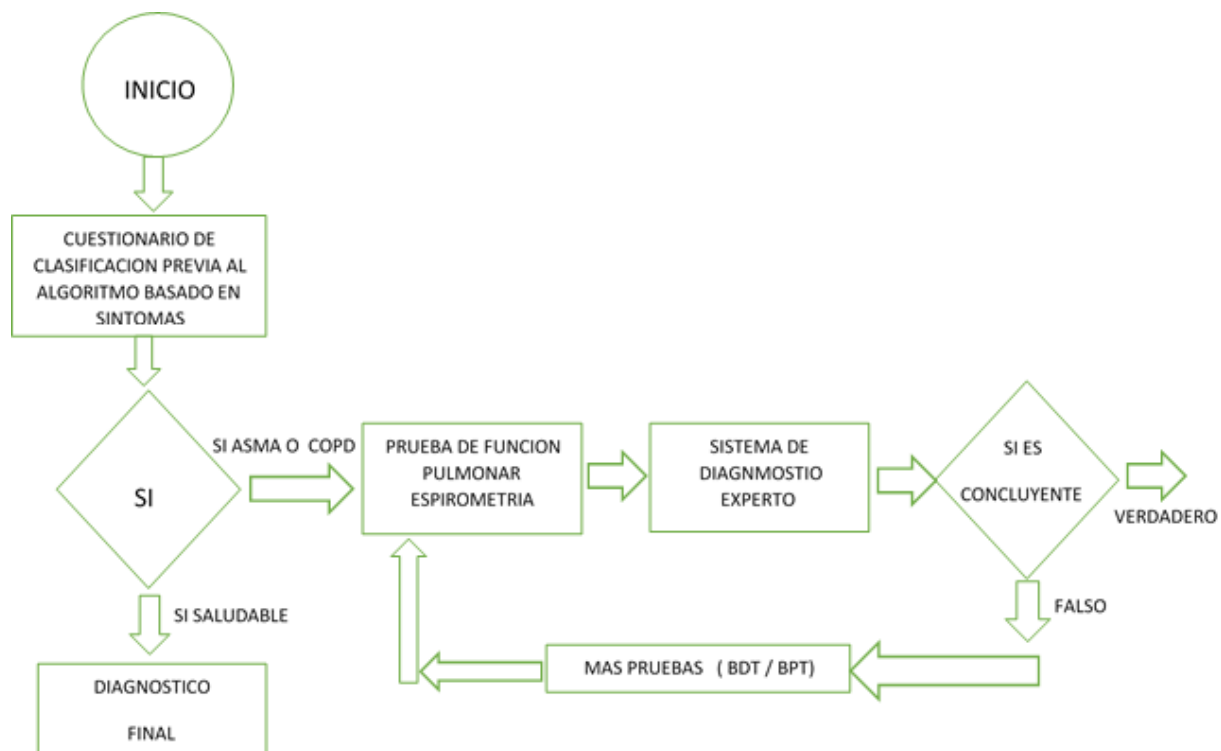 INICIO
CUESTIONARIO DE
CLASIFICACION PREVIA AL
ALGORITMO BASADO EN
SINTOMAS
SI
SI ASMA O COPD
PRUEBA DE FUNCION
PULMONAR
ESPIROMETRIA
SISTEMA DE
DIAGNMOSTIO
EXPERTO
SI ES
CONCLUYENTE
VERDADERO
FALSO
MAS PRUEBAS ( BDT / BPT)
SI SALUDABLE
DIAGNOSTICO
FINAL